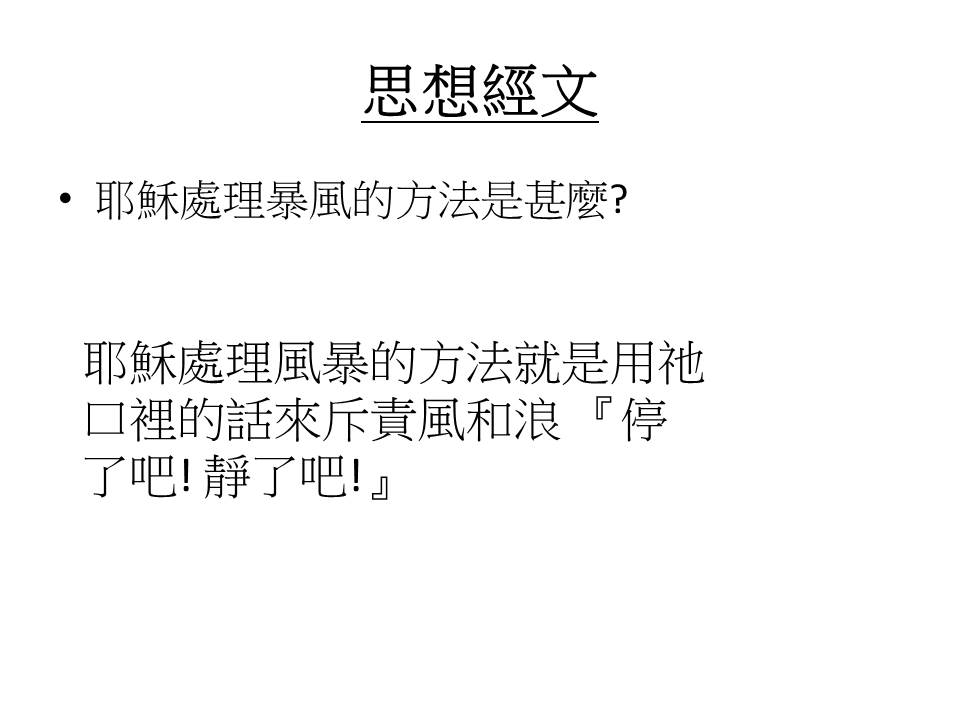 思想經文
• 耶穌處理暴風的方法是甚麼?
耶穌處理風暴的方法就是用祂
口裡的話來斥責風和浪 『停
了吧! 靜了吧!』